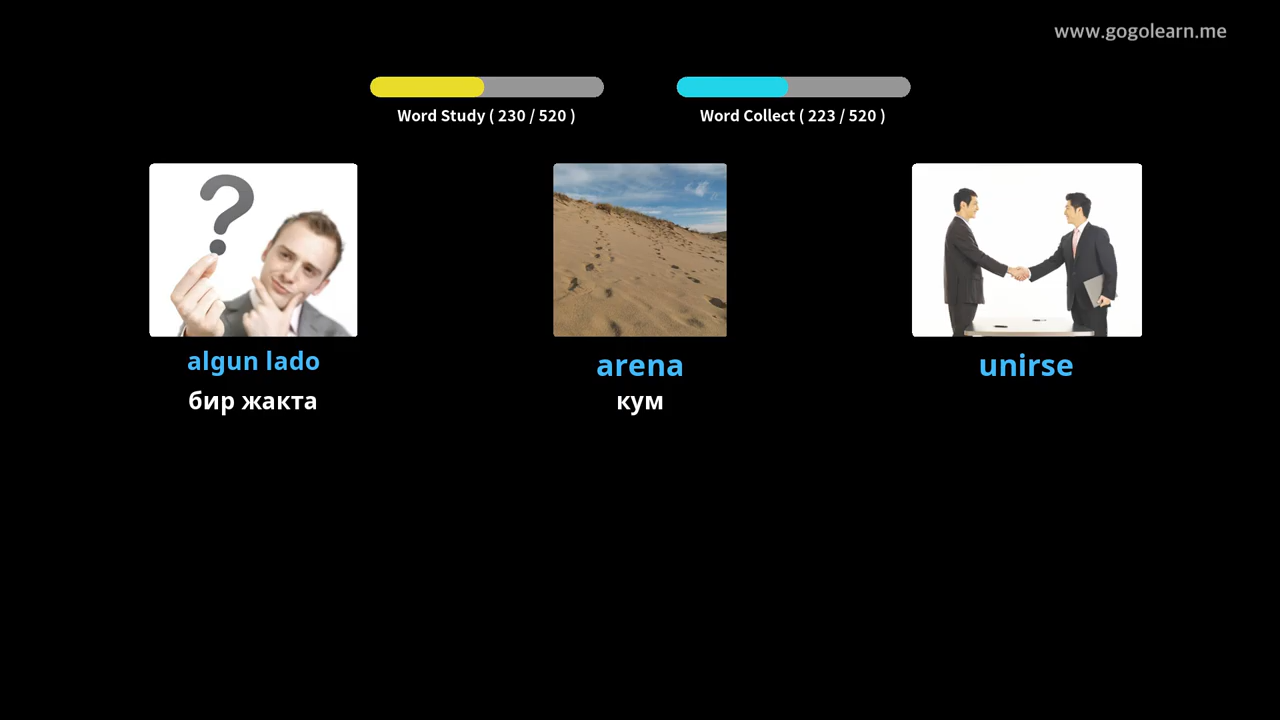 www.gogolearn.me
Word Study ( 230 / 520 )
Word Collect ( 223 / 520 )
algun lado
arena
unirse
бир жакта
кум